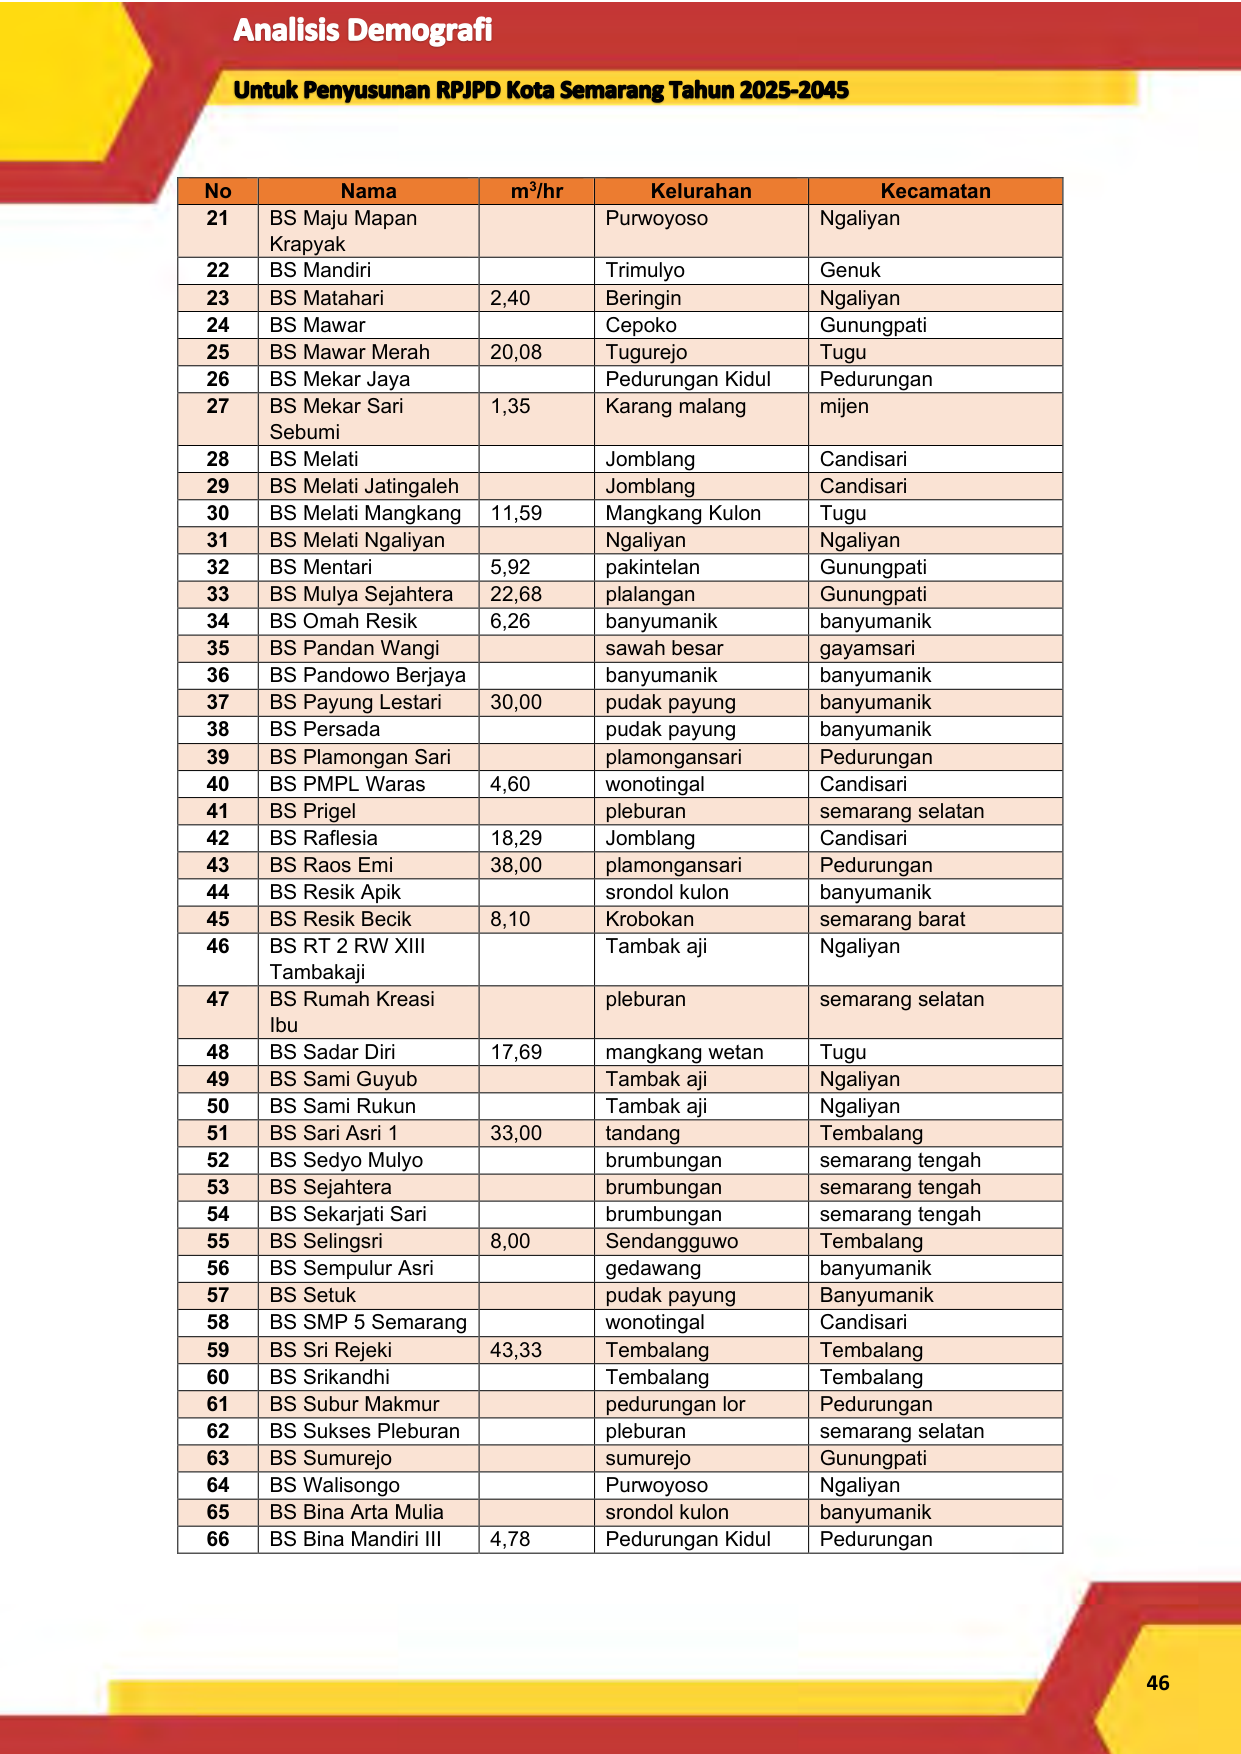 Analisis Demografi
Untuk Penyusunan RPJPD Kota Semarang Tahun 2025-2045
No Nama m³/hr Kelurahan Kecamatan
21 BS Maju Mapan Purwoyoso Ngaliyan
Krapyak
22 BS Mandiri Trimulyo Genuk
23 BS Matahari 2,40 Beringin Ngaliyan
24 BS Mawar Cepoko Gunungpati
25 BS Mawar Merah 20,08 Tugurejo Tugu
26 BS Mekar Jaya Pedurungan Kidul Pedurungan
27 BS Mekar Sari 1,35 Karang malang mijen
Sebumi
28 BS Melati Jomblang Candisari
29 BS Melati Jatingaleh Jomblang Candisari
30 BS Melati Mangkang 11,59 Mangkang Kulon Tugu
31 BS Melati Ngaliyan Ngaliyan Ngaliyan
32 BS Mentari 5,92 pakintelan Gunungpati
33 BS Mulya Sejahtera 22,68 plalangan Gunungpati
34 BS Omah Resik 6,26 banyumanik banyumanik
35 BS Pandan Wangi sawah besar gayamsari
36 BS Pandowo Berjaya banyumanik banyumanik
37 BS Payung Lestari 30,00 pudak payung banyumanik
38 BS Persada pudak payung banyumanik
39 BS Plamongan Sari plamongansari Pedurungan
40 BS PMPL Waras 4,60 wonotingal Candisari
41 BS Prigel pleburan semarang selatan
42 BS Raflesia 18,29 Jomblang Candisari
43 BS Raos Emi 38,00 plamongansari Pedurungan
44 BS Resik Apik srondol kulon banyumanik
45 BS Resik Becik 8,10 Krobokan semarang barat
46 BS RT 2 RW XIII Tambak aji Ngaliyan
Tambakaji
47 BS Rumah Kreasi pleburan semarang selatan
Ibu
48 BS Sadar Diri 17,69 mangkang wetan Tugu
49 BS Sami Guyub Tambak aji Ngaliyan
50 BS Sami Rukun Tambak aji Ngaliyan
51 BS Sari Asri 1 33,00 tandang Tembalang
52 BS Sedyo Mulyo brumbungan semarang tengah
53 BS Sejahtera brumbungan semarang tengah
54 BS Sekarjati Sari brumbungan semarang tengah
55 BS Selingsri 8,00 Sendangguwo Tembalang
56 BS Sempulur Asri gedawang banyumanik
57 BS Setuk pudak payung Banyumanik
58 BS SMP 5 Semarang wonotingal Candisari
59 BS Sri Rejeki 43,33 Tembalang Tembalang
60 BS Srikandhi Tembalang Tembalang
61 BS Subur Makmur pedurungan lor Pedurungan
62 BS Sukses Pleburan pleburan semarang selatan
63 BS Sumurejo sumurejo Gunungpati
64 BS Walisongo Purwoyoso Ngaliyan
65 BS Bina Arta Mulia srondol kulon banyumanik
66 BS Bina Mandiri III 4,78 Pedurungan Kidul Pedurungan
46